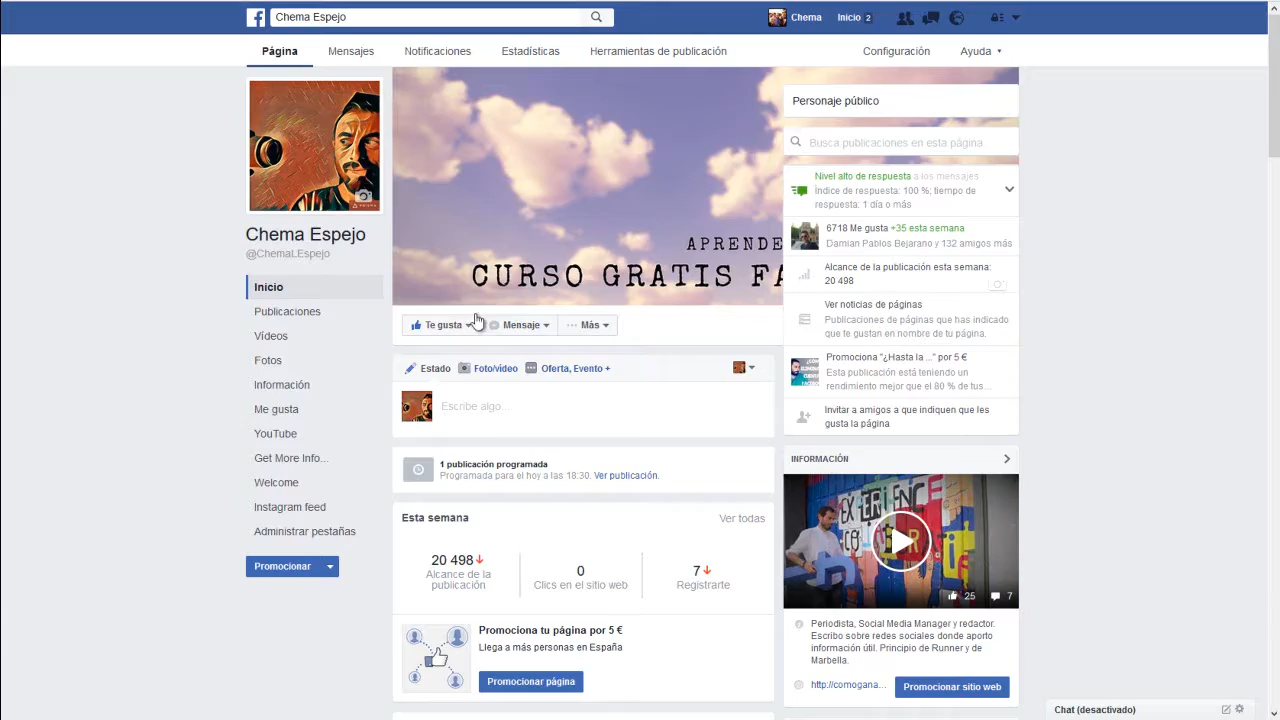 Chema Espejo
Chema
Inicio 2
Página
Mensajes
Notificaciones
Estadísticas
Herramientas de publicación
Configuración
Ayuda
Chema Espejo
@ChemaLEspejo
Inicio
Publicaciones
Vídeos
Fotos
Información
Me gusta
YouTube
Get More Info...
Welcome
Instagram feed
Administrar pestañas
Promocionar
APRENDE
CURSO GRATIS FA
Te gusta
Mensaje
Más
Estado
Foto/vídeo
Oferta, Evento +
Escribe algo...
1 publicación programada
Programada para el hoy a las 18:30. Ver publicación.
Esta semana
Ver todas
20 498
Alcance de la
publicación
0
Clics en el sitio web
7
Registrarte
Promociona tu página por 5 €
Llega a más personas en España
Promocionar página
Personaje público
Busca publicaciones en esta página
Nivel alto de respuesta a los mensajes
Índice de respuesta: 100 %; tiempo de
respuesta: 1 día o más
6718 Me gusta +35 esta semana
Damian Pablos Bejarano y 132 amigos más
Alcance de la publicación esta semana:
20 498
Ver noticias de páginas
Publicaciones de páginas que has indicado
que te gustan en nombre de tu página.
Promociona "¿Hasta la ..." por 5 €
Esta publicación está teniendo un
rendimiento mejor que el 80 % de tus...
Invitar a amigos a que indiquen que les
gusta la página
INFORMACIÓN
EXPERIENCE
25
7
Periodista, Social Media Manager y redactor.
Escribo sobre redes sociales donde aporto
información útil. Principio de Runner y de
Marbella.
http://comogana...
Promocionar sitio web
Chat (desactivado)